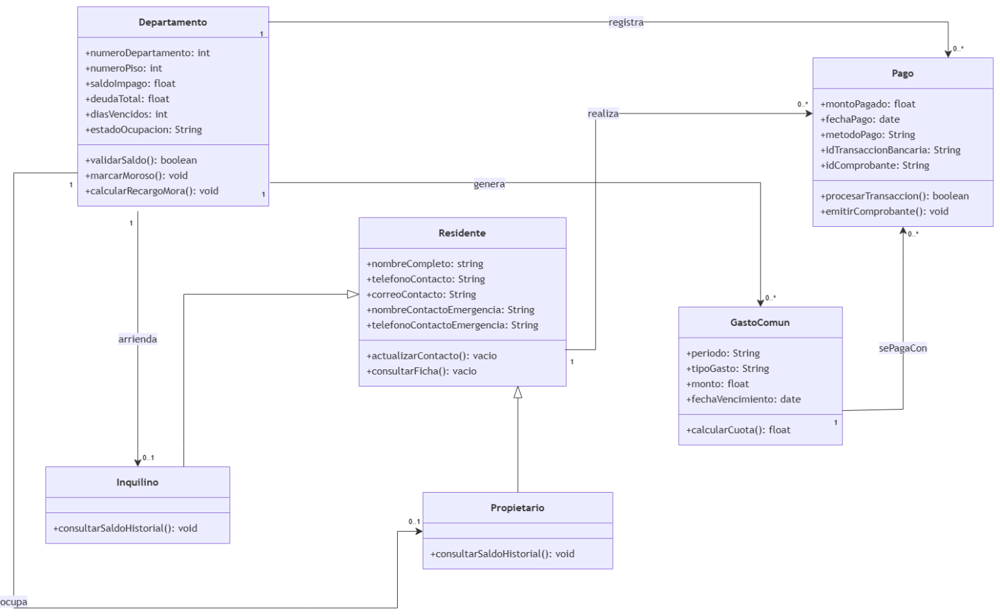 Departamento
1
+numeroDepartamento: int
+numeroPiso: int
+saldoImpago: float
+deudaTotal: float
+diasVencidos: int
+estadoOcupacion: String
+validarSaldo(): boolean
+marcarMoroso(): void
+calcularRecargoMora(): void
1
1
1
registra
0..*
Pago
+montoPagado: float
+fechaPago: date
+metodoPago: String
+idTransaccionBancaria: String
+idComprobante: String
+procesarTransaccion(): boolean
+emitirComprobante(): void
realiza
0..*
genera
0..*
0..*
Residente
+nombreCompleto: string
+telefonoContacto: String
+correoContacto: String
+nombreContactoEmergencia: String
+telefonoContactoEmergencia: String
+actualizarContacto(): vacio
+consultarFicha(): vacio
1
GastoComun
+periodo: String
+tipoGasto: String
+monto: float
+fechaVencimiento: date
+calcularCuota(): float
1
sePagaCon
arrienda
0..1
Inquilino
+consultarSaldoHistorial(): void
0..1
Propietario
+consultarSaldoHistorial(): void
ocupa